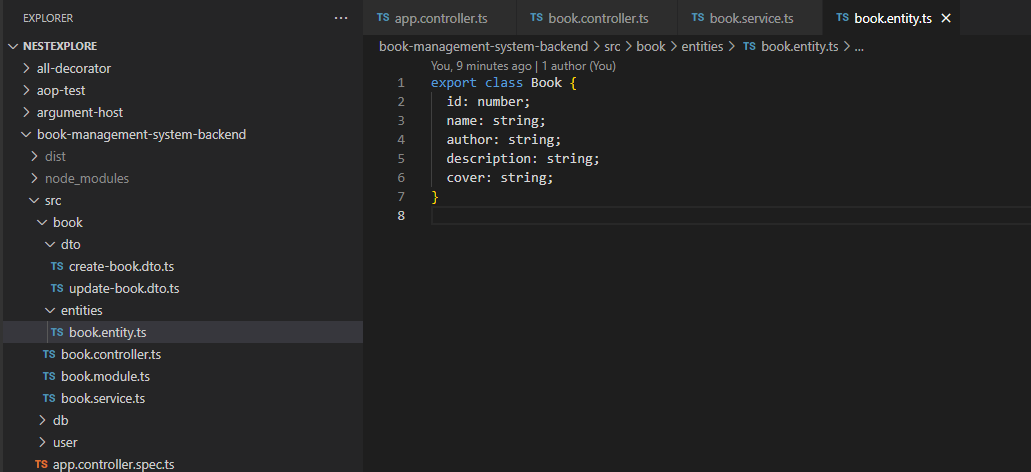 EXPLORER
NESTEXPLORE
all-decorator
aop-test
argument-host
book-management-system-backend
dist
node_modules
src
book
dto
TS create-book.dto.ts
TS update-book.dto.ts
entities
TS book.entity.ts
TS book.controller.ts
TS book.module.ts
TS book.service.ts
db
user
TS app.controller.spec.ts
TS app.controller.ts TS book.controller.ts TS book.service.ts TS book.entity.ts
book-management-system-backend > src > book > entities > TS book.entity.ts > ...
You, 9 minutes ago | 1 author (You)
1 export class Book {
2 id: number;
3 name: string;
4 author: string;
5 description: string;
6 cover: string;
7 }
8